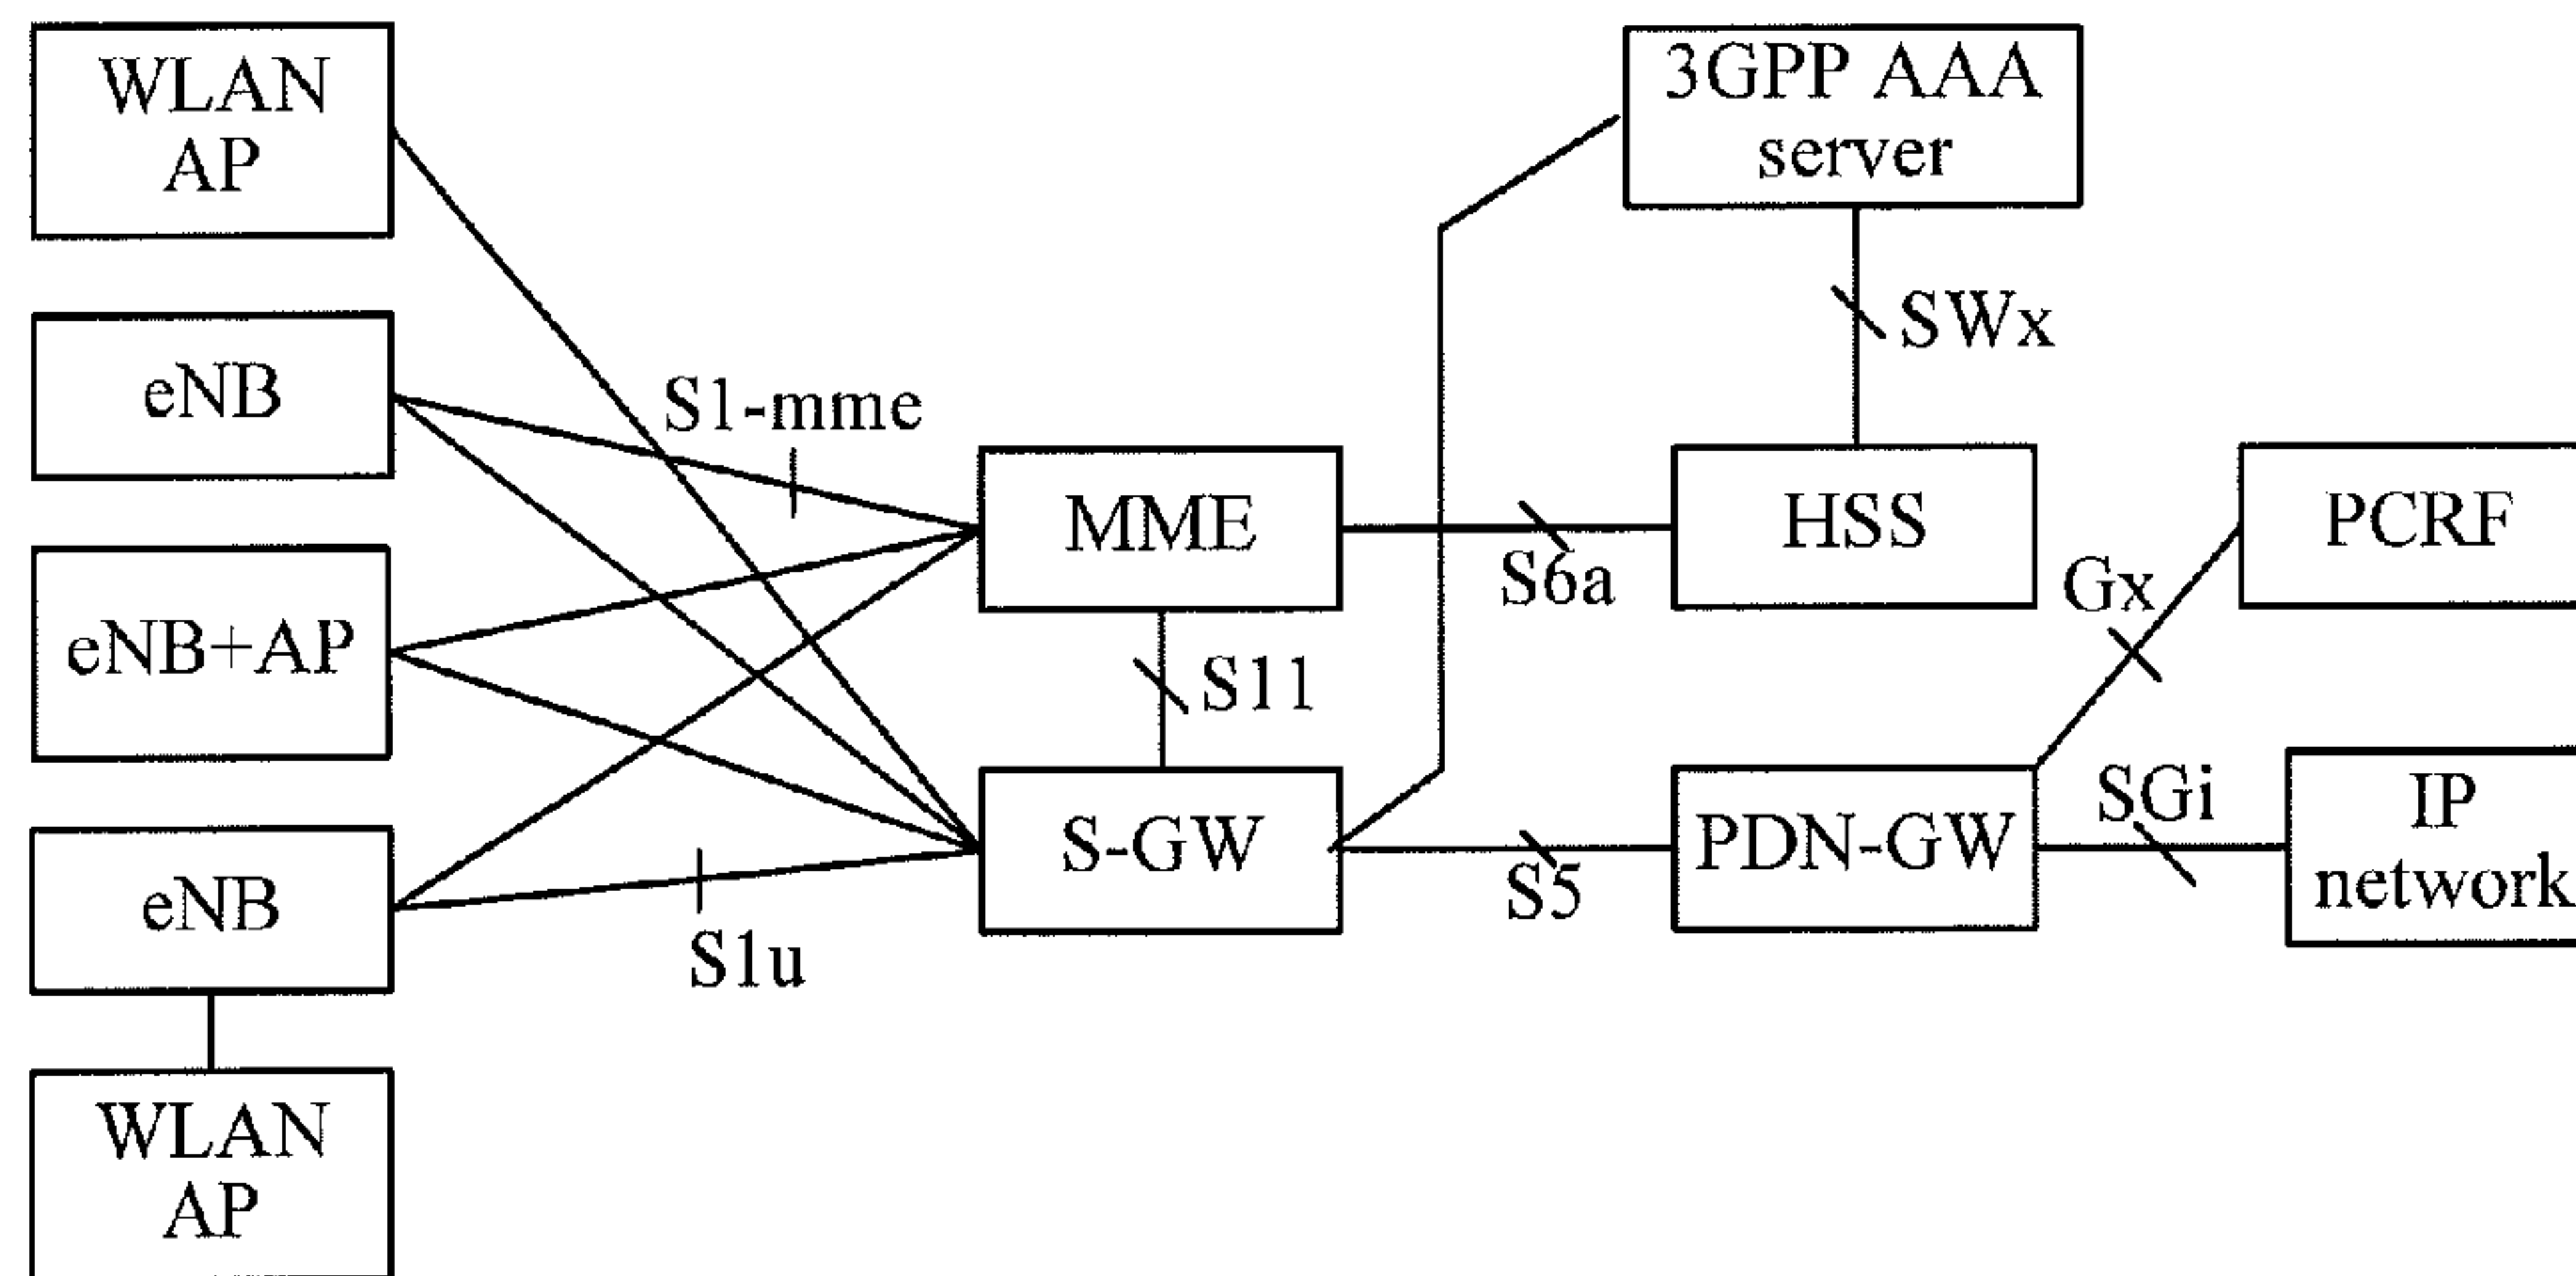 WLAN
AP
3GPP AAA
server
SWx
eNB
S1-mme
MME
HSS
PCRF
S6a
Gx
eNB+AP
S11
SGi
S-GW
PDN-GW
IP
network
S5
eNB
S1u
WLAN
AP